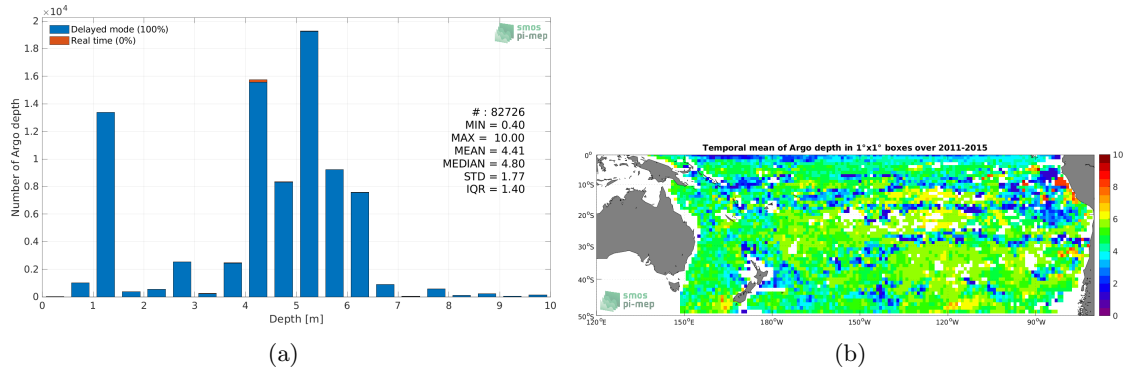 ×10⁴
Delayed mode (100%)
Real time (0%)
smos
pi-mep
2
1.8
1.6
1.4
1.2
1
0.8
0.6
0.4
0.2
0
Number of Argo depth
# : 82726
MIN = 0.40
MAX = 10.00
MEAN = 4.41
MEDIAN = 4.80
STD = 1.77
IQR = 1.40
0 1 2 3 4 5 6 7 8 9 10
Depth [m]
(a)
Temporal mean of Argo depth in 1°x1° boxes over 2011-2015
0°
10°S
20°S
30°S
40°S
50°S
smos
pi-mep
120°E 150°E 180°W 150°W 120°W 90°W
10
8
6
4
2
0
(b)